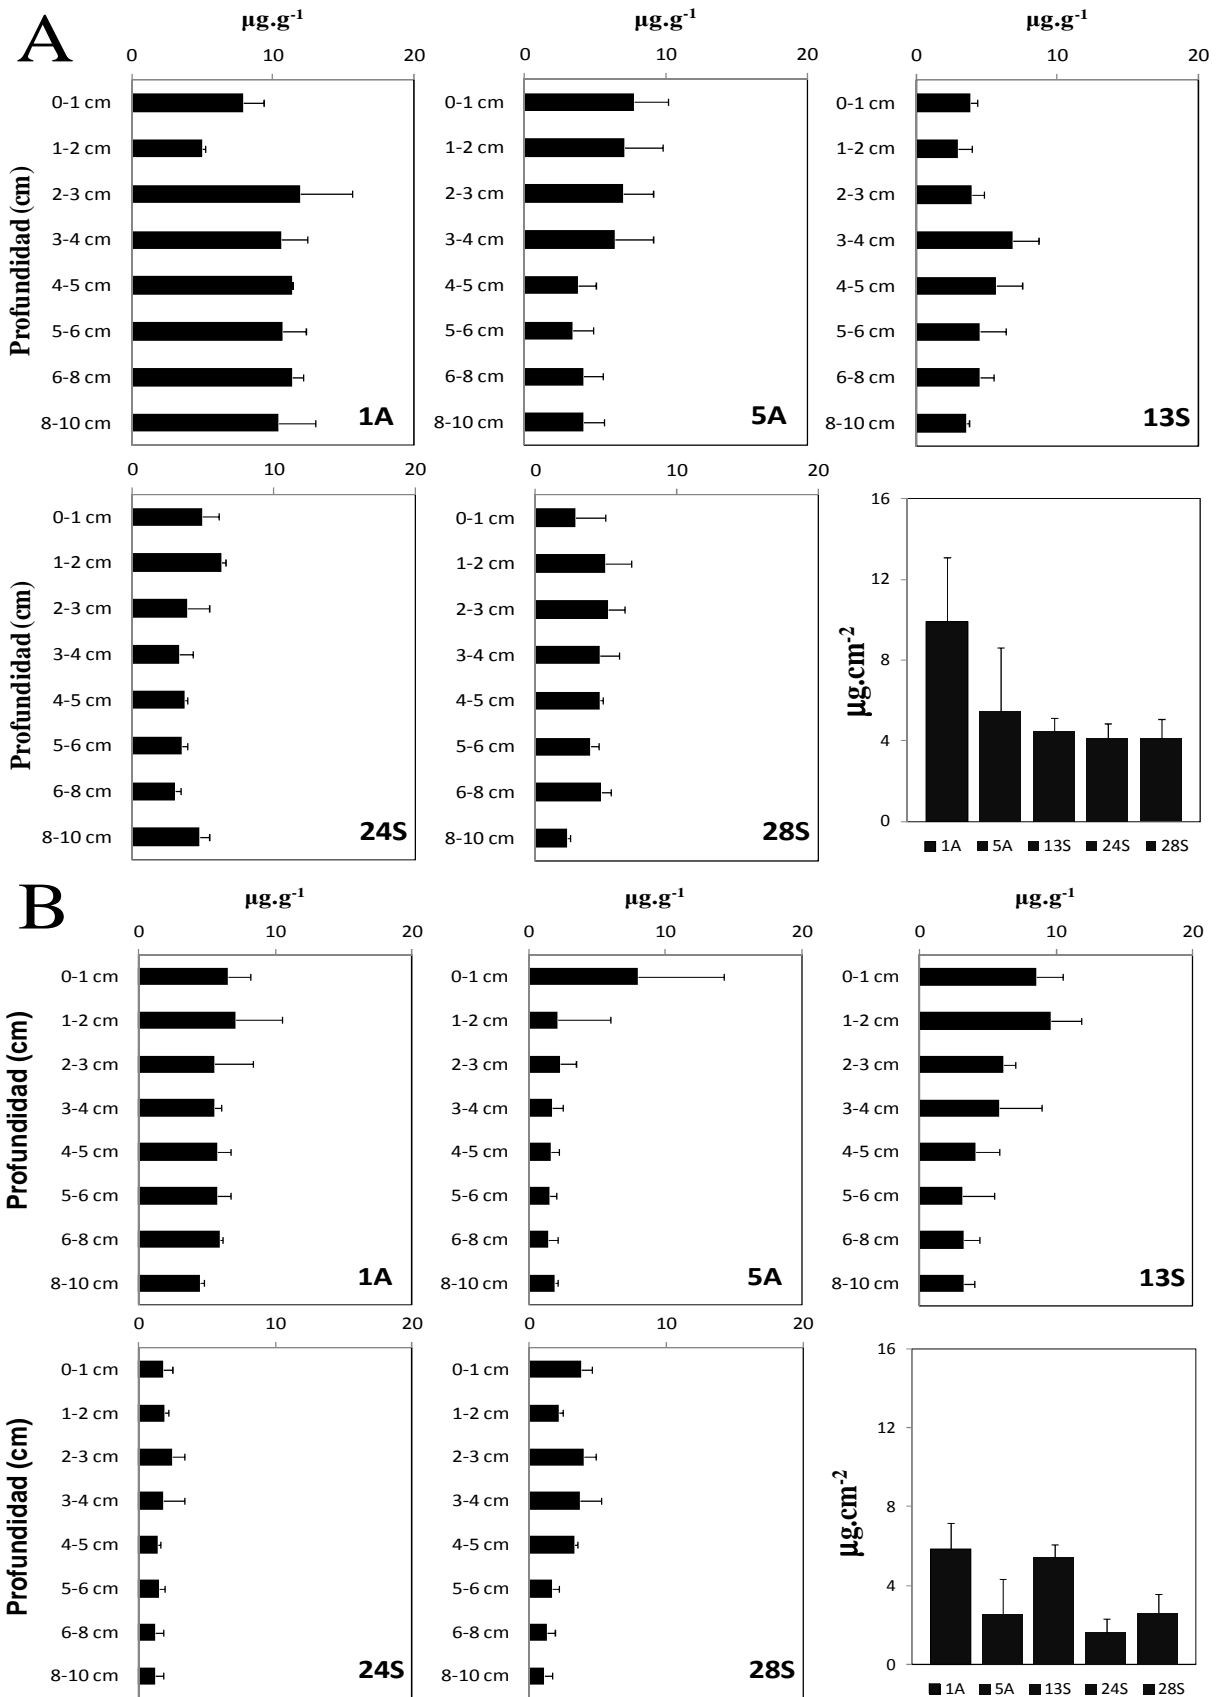 A
µg.g⁻¹ µg.g⁻¹ µg.g⁻¹
0 10 20 0 10 20 0 10 20
Profundidad (cm)
0-1 cm 0-1 cm 0-1 cm
1-2 cm 1-2 cm 1-2 cm
2-3 cm 2-3 cm 2-3 cm
3-4 cm 3-4 cm 3-4 cm
4-5 cm 4-5 cm 4-5 cm
5-6 cm 5-6 cm 5-6 cm
6-8 cm 6-8 cm 6-8 cm
8-10 cm 8-10 cm 8-10 cm
1A 5A 13S
0 10 20 0 10 20
Profundidad (cm)
0-1 cm 0-1 cm
1-2 cm 1-2 cm
2-3 cm 2-3 cm
3-4 cm 3-4 cm
4-5 cm 4-5 cm
5-6 cm 5-6 cm
6-8 cm 6-8 cm
8-10 cm 8-10 cm
24S 28S
µg.cm⁻²
16
12
8
4
0
1A 5A 13S 24S 28S
B
µg.g⁻¹ µg.g⁻¹ µg.g⁻¹
0 10 20 0 10 20 0 10 20
Profundidad (cm)
0-1 cm 0-1 cm 0-1 cm
1-2 cm 1-2 cm 1-2 cm
2-3 cm 2-3 cm 2-3 cm
3-4 cm 3-4 cm 3-4 cm
4-5 cm 4-5 cm 4-5 cm
5-6 cm 5-6 cm 5-6 cm
6-8 cm 6-8 cm 6-8 cm
8-10 cm 8-10 cm 8-10 cm
1A 5A 13S
0 10 20 0 10 20
Profundidad (cm)
0-1 cm 0-1 cm
1-2 cm 1-2 cm
2-3 cm 2-3 cm
3-4 cm 3-4 cm
4-5 cm 4-5 cm
5-6 cm 5-6 cm
6-8 cm 6-8 cm
8-10 cm 8-10 cm
24S 28S
µg.cm⁻²
16
12
8
4
0
1A 5A 13S 24S 28S